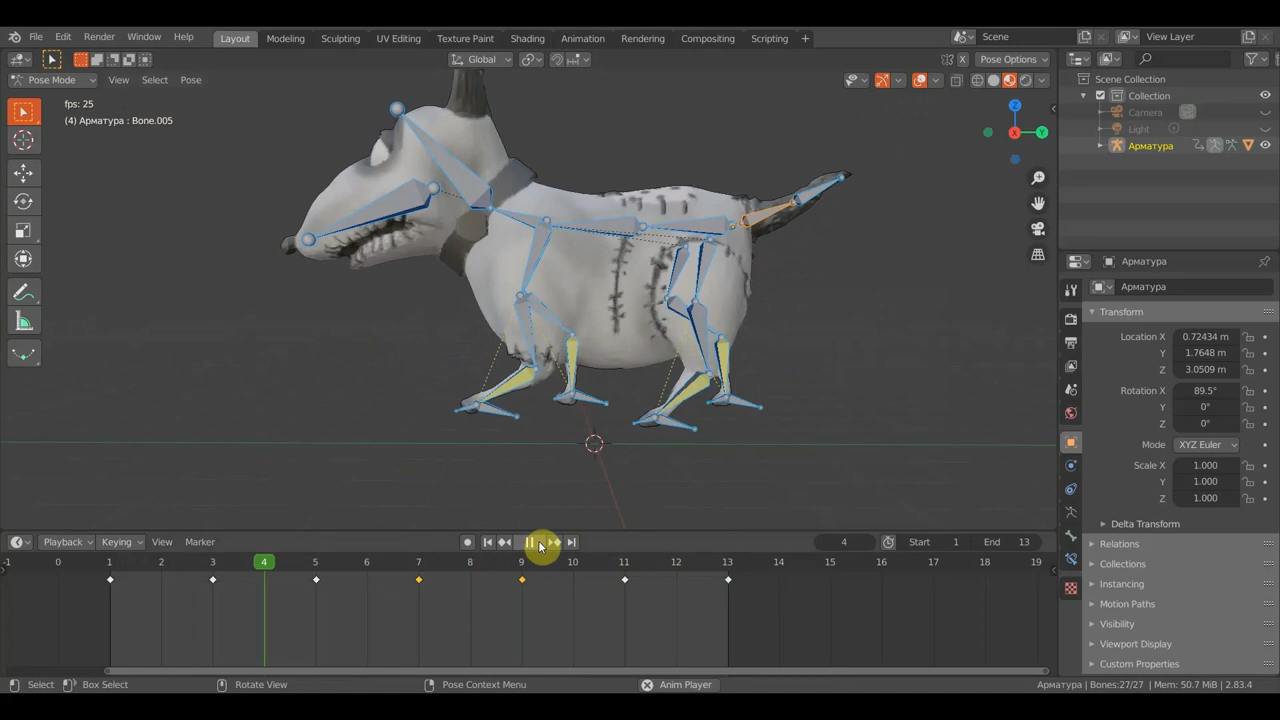 File Edit Render Window Help Layout Modeling Sculpting UV Editing Texture Paint Shading Animation Rendering Compositing Scripting + Scene View Layer
Global Pose Options
Pose Mode View Select Pose
fps: 25
(4) Арматура : Bone.005
Z
Y
X
Scene Collection
Collection
Camera
Light
Арматура
Арматура
Арматура
Transform
Location X 0.72434 m
Y 1.7648 m
Z 3.0509 m
Rotation X 89.5°
Y 0°
Z 0°
Mode XYZ Euler
Scale X 1.000
Y 1.000
Z 1.000
Delta Transform
Relations
Collections
Instancing
Motion Paths
Visibility
Viewport Display
Custom Properties
Playback Keying View Marker 4 Start 1 End 13
-1 0 1 2 3 4 5 6 7 8 9 10 11 12 13 14 15 16 17 18 19
Select Box Select Rotate View Pose Context Menu Anim Player Арматура | Bones:27/27 | Mem: 50.7 MiB | 2.83.4